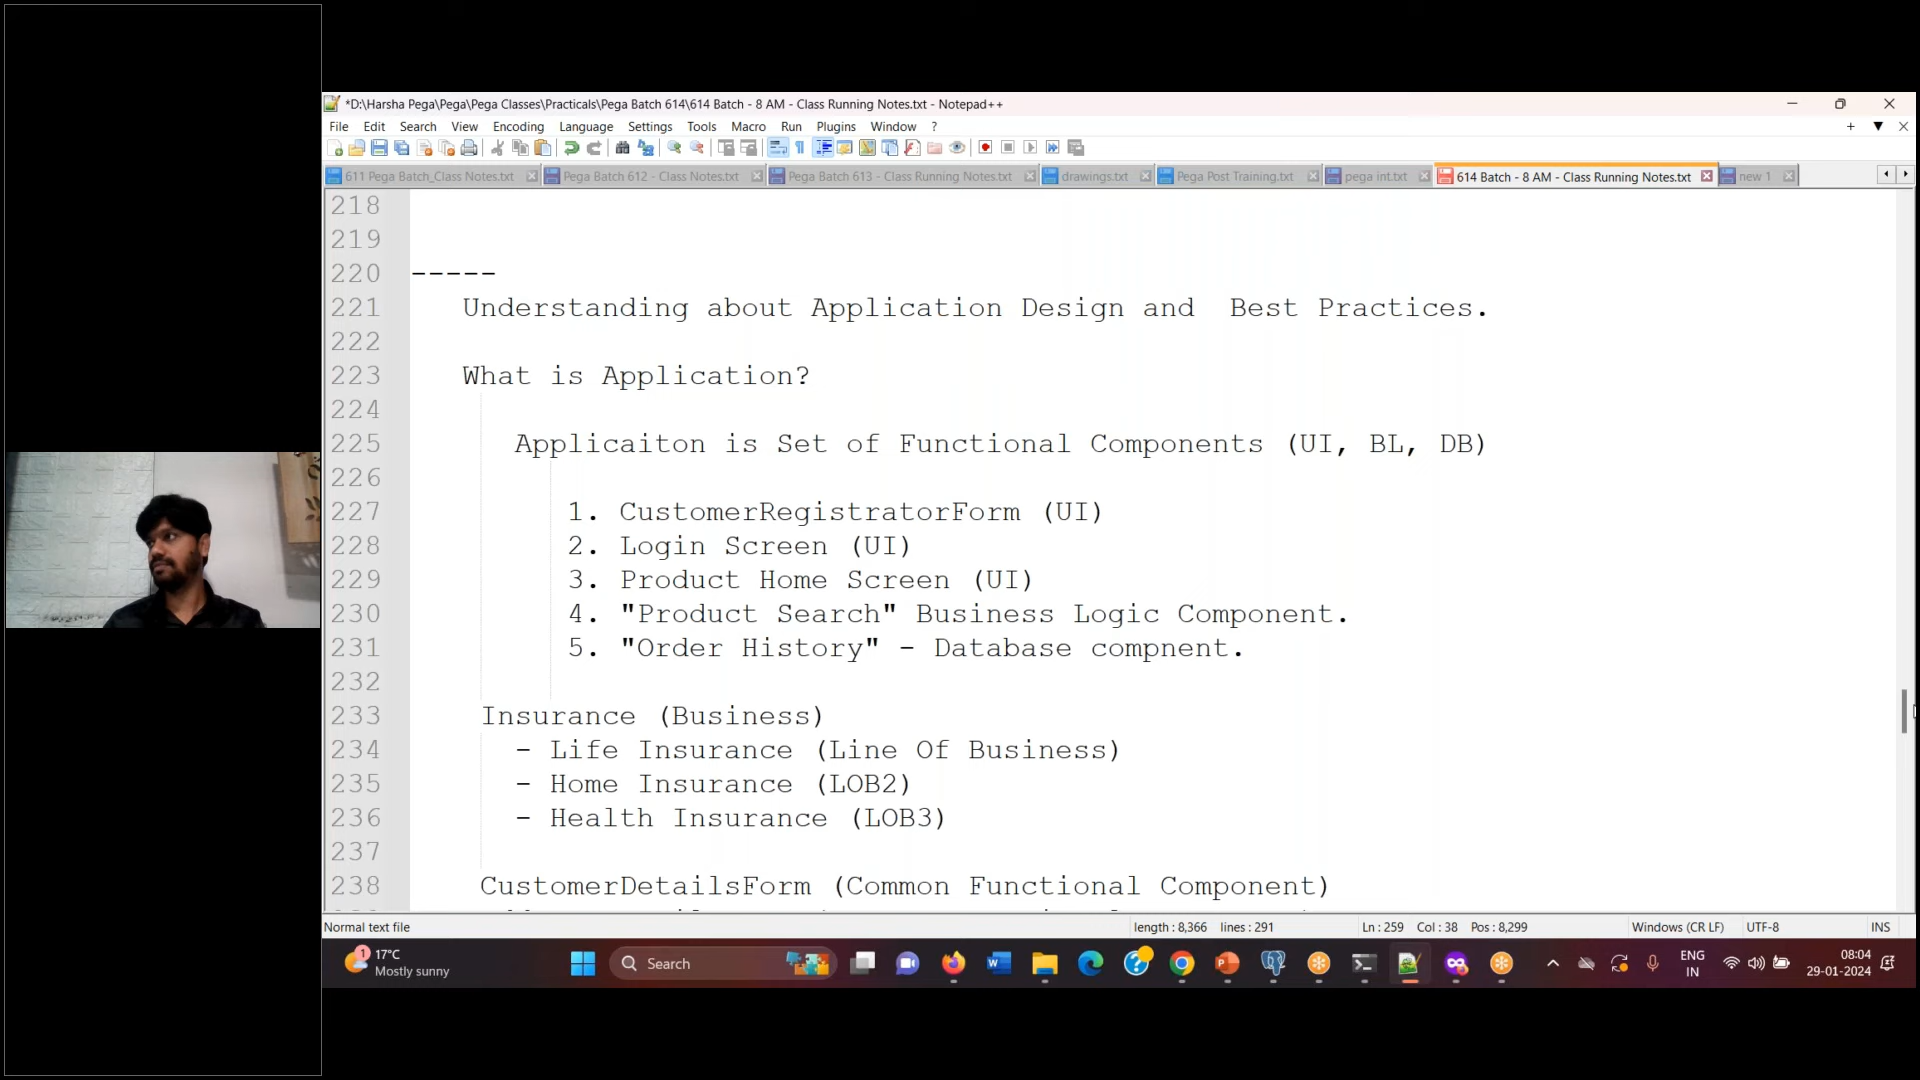 *D:\Harsha Pega\Pega\Pega Classes\Practicals\Pega Batch 614\614 Batch - 8 AM - Class Running Notes.txt - Notepad++
File Edit Search View Encoding Language Settings Tools Macro Run Plugins Window ?
611 Pega Batch_Class Notes.txt Pega Batch 612 - Class Notes.txt Pega Batch 613 - Class Running Notes.txt drawings.txt Pega Post Training.txt pega int.txt 614 Batch - 8 AM - Class Running Notes.txt new 1
218
219
220 -----
221 Understanding about Application Design and Best Practices.
222
223 What is Application?
224
225 Applicaiton is Set of Functional Components (UI, BL, DB)
226
227 1. CustomerRegistratorForm (UI)
228 2. Login Screen (UI)
229 3. Product Home Screen (UI)
230 4. "Product Search" Business Logic Component.
231 5. "Order History" - Database compnent.
232
233 Insurance (Business)
234 - Life Insurance (Line Of Business)
235 - Home Insurance (LOB2)
236 - Health Insurance (LOB3)
237
238 CustomerDetailsForm (Common Functional Component)
Normal text file length : 8,366 lines : 291 Ln : 259 Col : 38 Pos : 8,299 Windows (CR LF) UTF-8 INS
1 17°C
Mostly sunny
Search
ENG
IN
08:04
29-01-2024